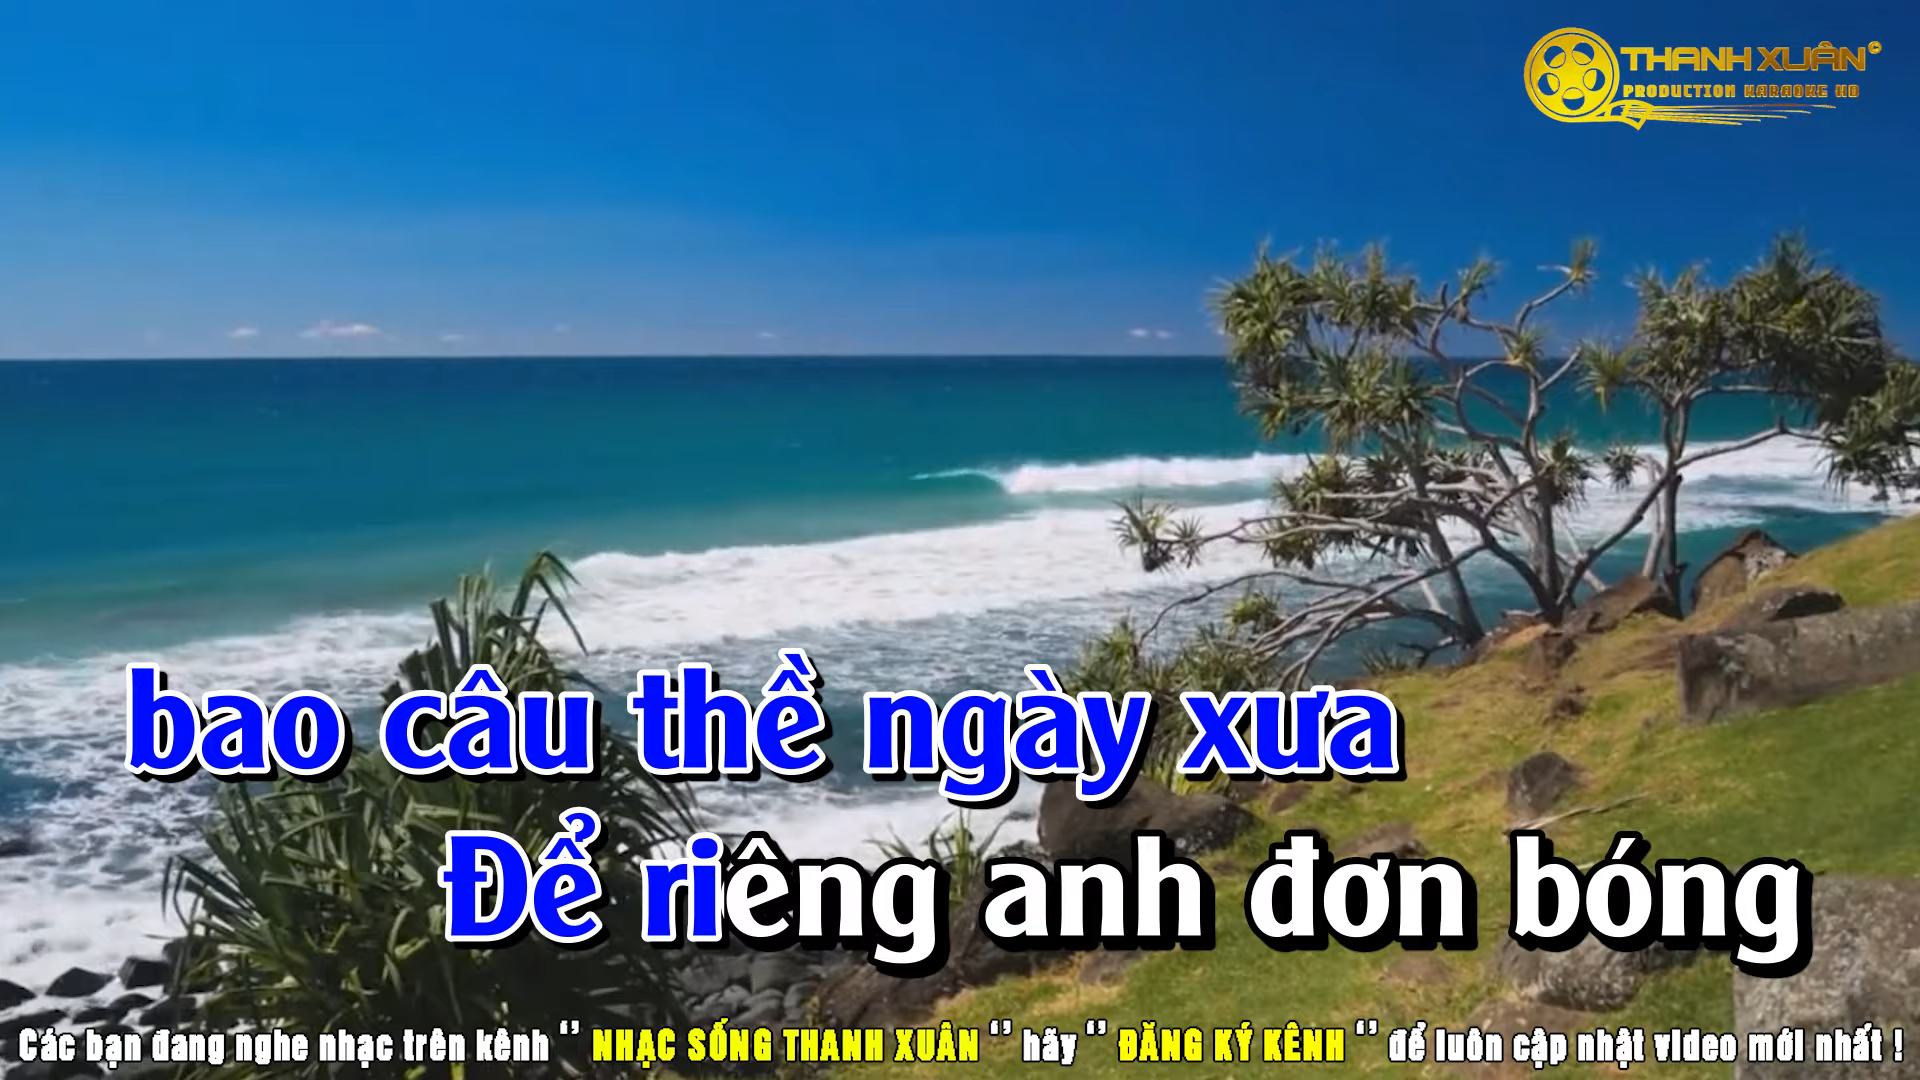 THANH XUÂN©
PRODUCTION KARAOKE HD
bao câu thề ngày xưa
Để riêng anh đơn bóng
Các bạn đang nghe nhạc trên kênh “ NHẠC SỐNG THANH XUÂN “ hãy “ ĐĂNG KÝ KÊNH “ để luôn cập nhật video mới nhất !